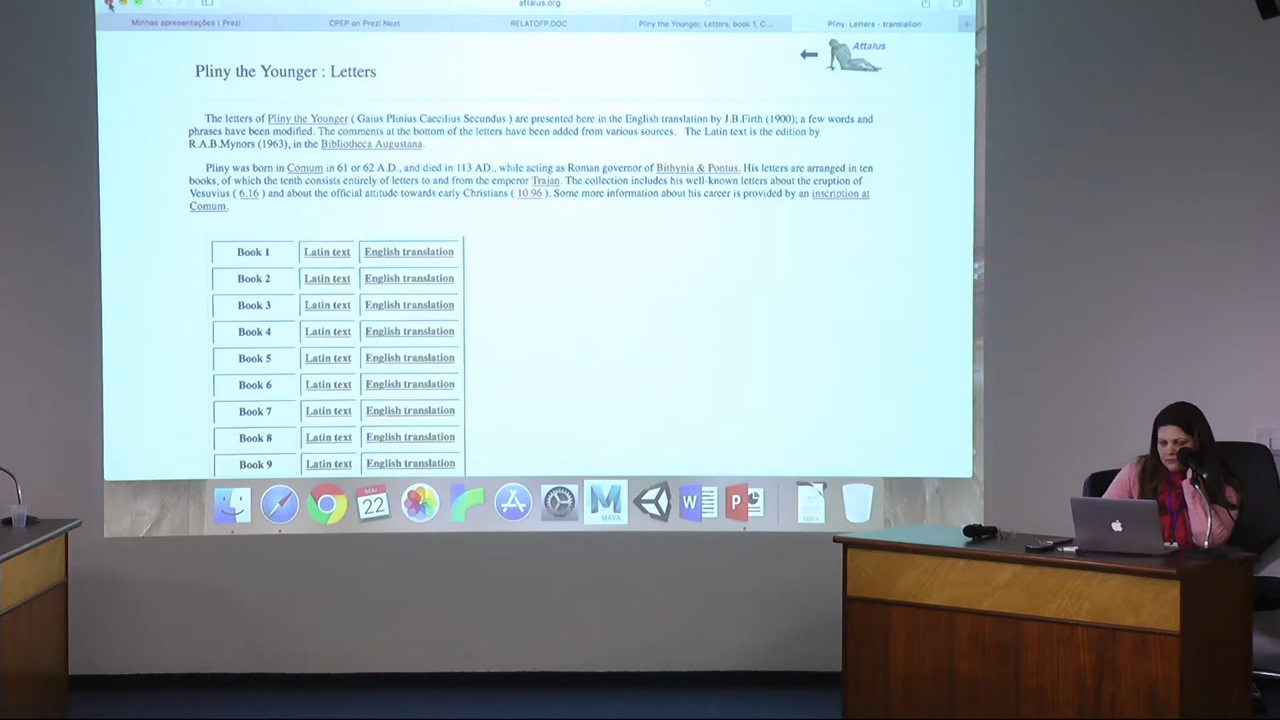 attalus.org
Minhas apresentações | Prezi
CPEP on Prezi Next
RELATOFP.DOC
Pliny the Younger, Letters, book 1, C...
Pliny: Letters - translation
Attalus
Pliny the Younger : Letters
The letters of Pliny the Younger ( Gaius Plinius Caecilius Secundus ) are presented here in the English translation by J.B.Firth (1900); a few words and
phrases have been modified. The comments at the bottom of the letters have been added from various sources. The Latin text is the edition by
R.A.B.Mynors (1963), in the Bibliotheca Augustana.
Pliny was born in Comum in 61 or 62 A.D., and died in 113 AD., while acting as Roman governor of Bithynia & Pontus. His letters are arranged in ten
books, of which the tenth consists entirely of letters to and from the emperor Trajan. The collection includes his well-known letters about the eruption of
Vesuvius ( 6.16 ) and about the official attitude towards early Christians ( 10.96 ). Some more information about his career is provided by an inscription at
Comum.
Book 1 Latin text English translation
Book 2 Latin text English translation
Book 3 Latin text English translation
Book 4 Latin text English translation
Book 5 Latin text English translation
Book 6 Latin text English translation
Book 7 Latin text English translation
Book 8 Latin text English translation
Book 9 Latin text English translation
MAI
22
M
MAYA
W
P
DOCX